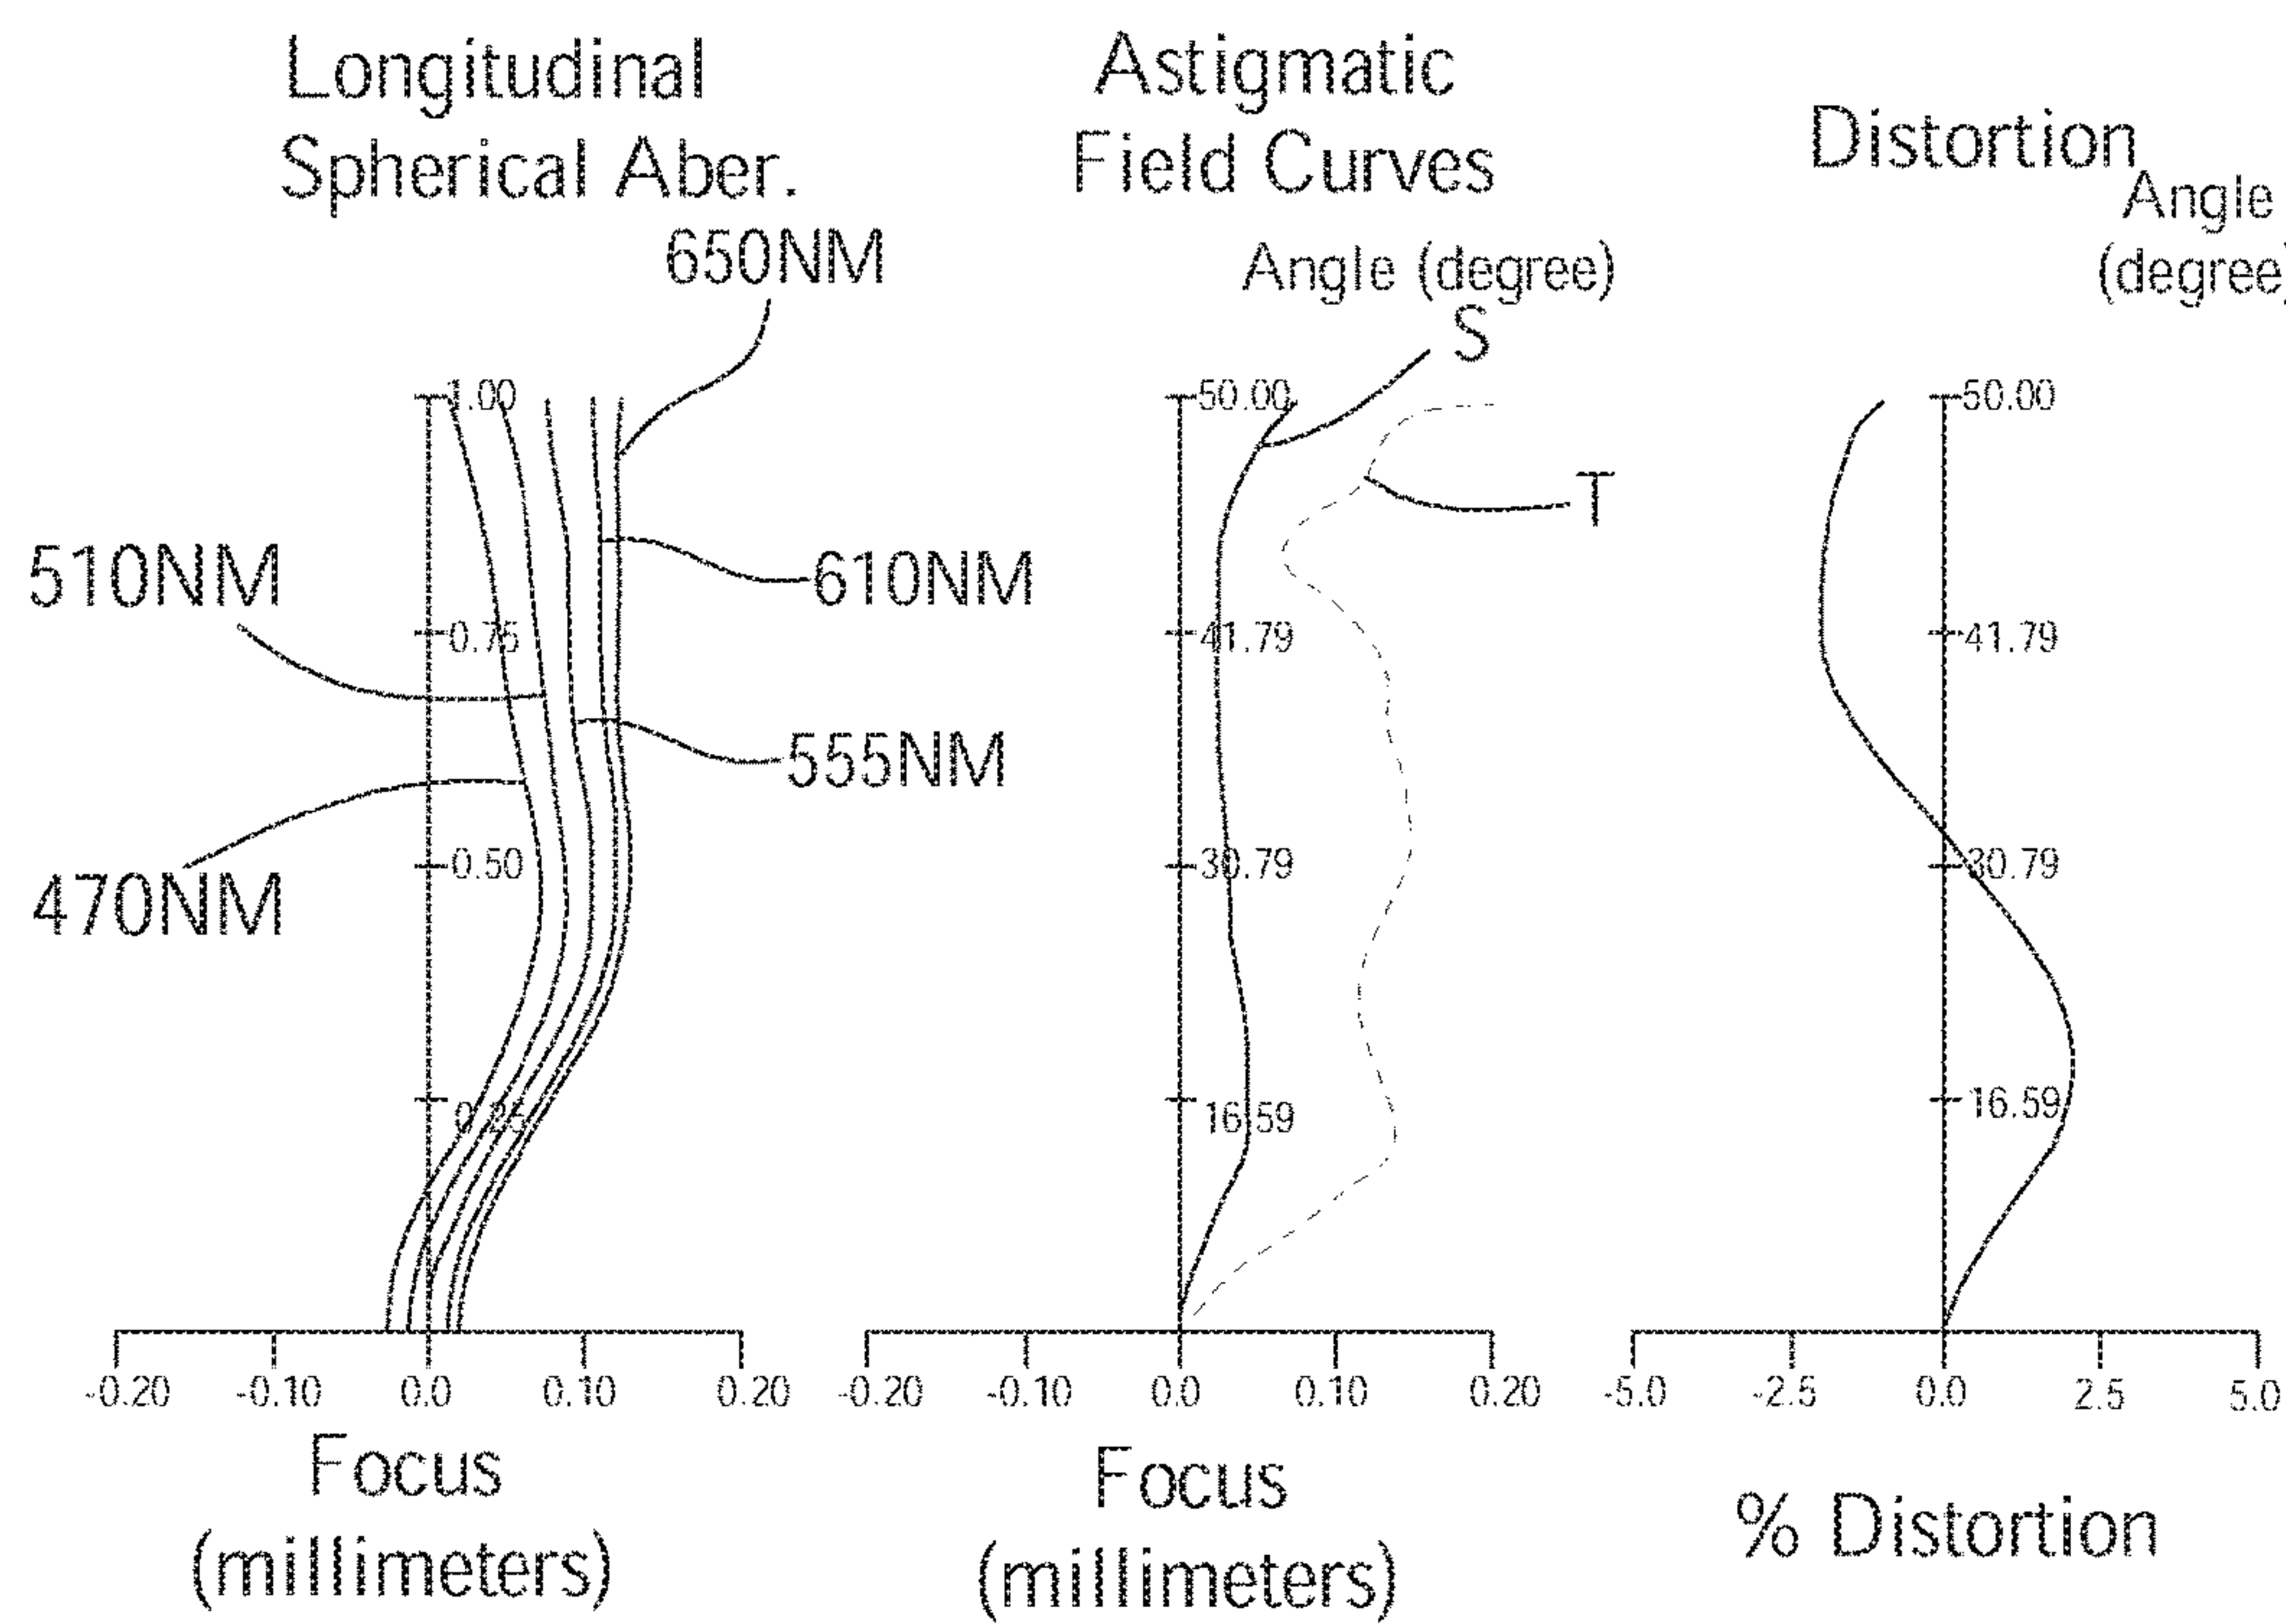 Longitudinal
Spherical Aber.
650NM
510NM
610NM
555NM
470NM
1.00
0.75
0.50
0.25
-0.20 -0.10 0.0 0.10 0.20
Focus
(millimeters)
Astigmatic
Field Curves
Angle (degree)
S
T
50.00
41.79
30.79
16.59
-0.20 -0.10 0.0 0.10 0.20
Focus
(millimeters)
Distortion
Angle
(degree)
50.00
41.79
30.79
16.59
-5.0 -2.5 0.0 2.5 5.0
% Distortion